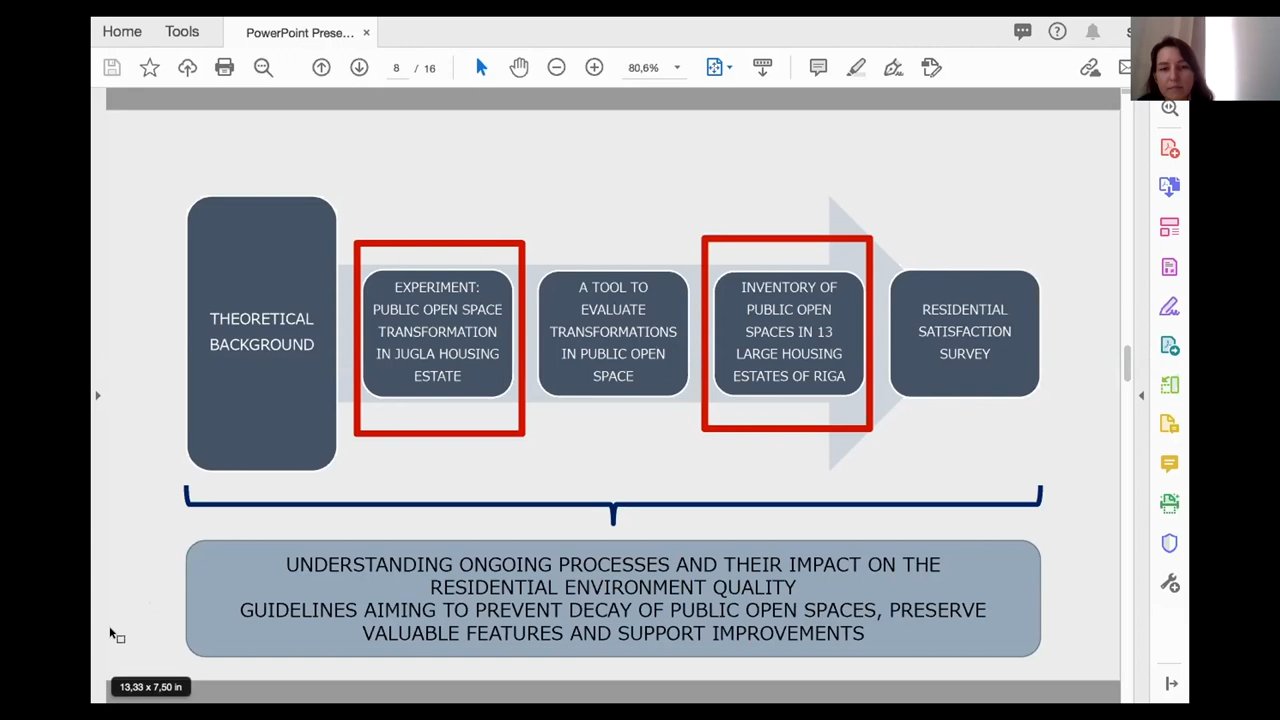 Home
Tools
PowerPoint Prese...
8 / 16
80,6%
THEORETICAL
BACKGROUND
EXPERIMENT:
PUBLIC OPEN SPACE
TRANSFORMATION
IN JUGLA HOUSING
ESTATE
A TOOL TO
EVALUATE
TRANSFORMATIONS
IN PUBLIC OPEN
SPACE
INVENTORY OF
PUBLIC OPEN
SPACES IN 13
LARGE HOUSING
ESTATES OF RIGA
RESIDENTIAL
SATISFACTION
SURVEY
UNDERSTANDING ONGOING PROCESSES AND THEIR IMPACT ON THE
RESIDENTIAL ENVIRONMENT QUALITY
GUIDELINES AIMING TO PREVENT DECAY OF PUBLIC OPEN SPACES, PRESERVE
VALUABLE FEATURES AND SUPPORT IMPROVEMENTS
13,33 x 7,50 in